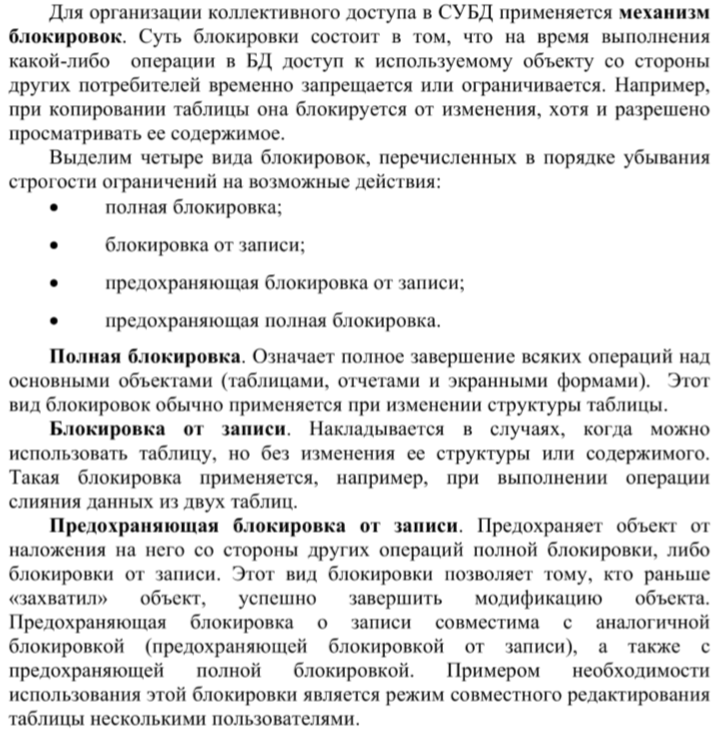 Для организации коллективного доступа в СУБД применяется механизм
блокировок. Суть блокировки состоит в том, что на время выполнения
какой-либо операции в БД доступ к используемому объекту со стороны
других потребителей временно запрещается или ограничивается. Например,
при копировании таблицы она блокируется от изменения, хотя и разрешено
просматривать ее содержимое.
Выделим четыре вида блокировок, перечисленных в порядке убывания
строгости ограничений на возможные действия:
• полная блокировка;
• блокировка от записи;
• предохраняющая блокировка от записи;
• предохраняющая полная блокировка.
Полная блокировка. Означает полное завершение всяких операций над
основными объектами (таблицами, отчетами и экранными формами). Этот
вид блокировок обычно применяется при изменении структуры таблицы.
Блокировка от записи. Накладывается в случаях, когда можно
использовать таблицу, но без изменения ее структуры или содержимого.
Такая блокировка применяется, например, при выполнении операции
слияния данных из двух таблиц.
Предохраняющая блокировка от записи. Предохраняет объект от
наложения на него со стороны других операций полной блокировки, либо
блокировки от записи. Этот вид блокировки позволяет тому, кто раньше
«захватил» объект, успешно завершить модификацию объекта.
Предохраняющая блокировка о записи совместима с аналогичной
блокировкой (предохраняющей блокировкой от записи), а также с
предохраняющей полной блокировкой. Примером необходимости
использования этой блокировки является режим совместного редактирования
таблицы несколькими пользователями.